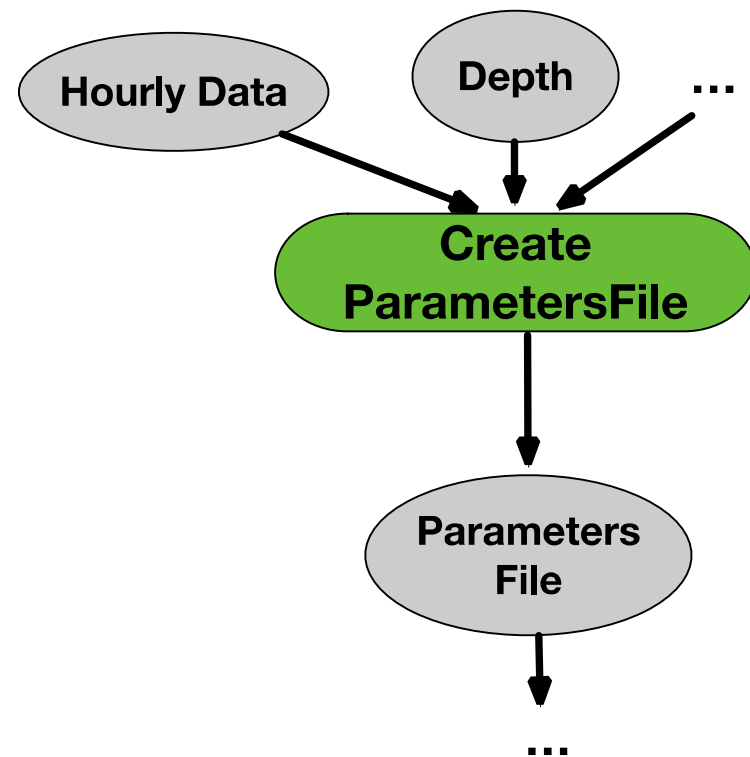 Hourly Data
Depth
...
Create
ParametersFile
Parameters
File
...